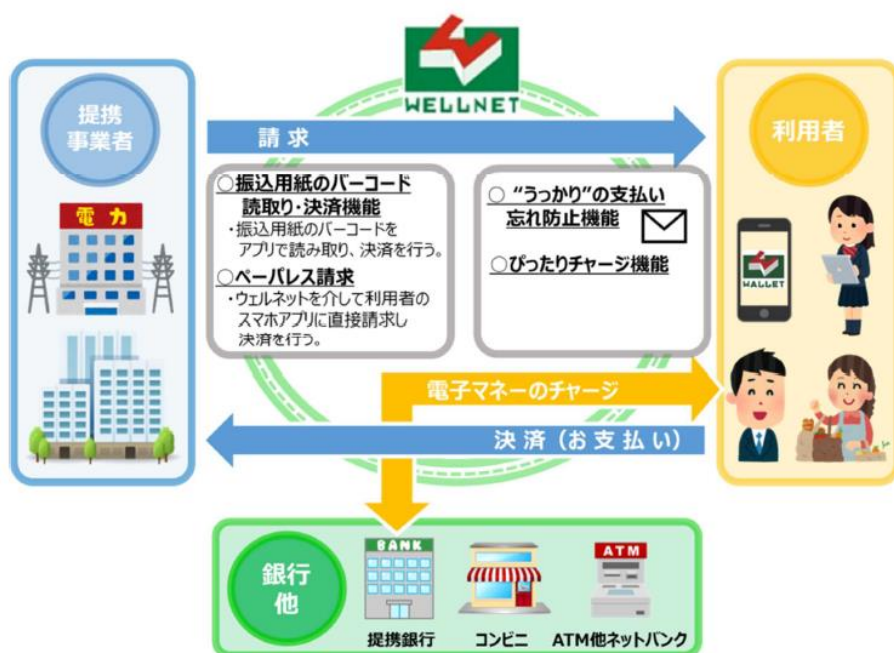 WELLNET
提携
事業者
請求
利用者
○振込用紙のバーコード
読取り・決済機能
・振込用紙のバーコードを
アプリで読み取り、決済を行う。
○ペーパレス請求
・ウェルネットを介して利用者の
スマホアプリに直接請求し
決済を行う。
○ “うっかり”の支払い
忘れ防止機能
○ぴったりチャージ機能
電力
WALLET
電子マネーのチャージ
決済（お支払い）
銀行
他
BANK
提携銀行
コンビニ
ATM
ATM他ネットバンク